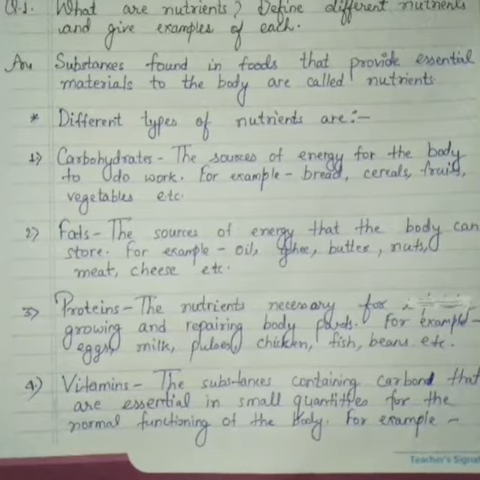 Q.1. What are nutrients? Define different nutrients
and give examples of each.
Ans Substances found in foods that provide essential
materials to the body are called nutrients
* Different types of nutrients are:-
1) Carbohydrates - The sources of energy for the body
to do work. For example - bread, cereals, fruits,
vegetables etc.
2) Fats - The sources of energy that the body can
store. For example - oil, ghee, butter, nuts,
meat, cheese etc.
3) Proteins - The nutrients necessary for
growing and repairing body parts. For example -
eggs, milk, pulses, chicken, fish, beans etc.
4) Vitamins - The substances containing carbond that
are essential in small quantities for the
normal functioning of the body. For example -
Teacher's Signat